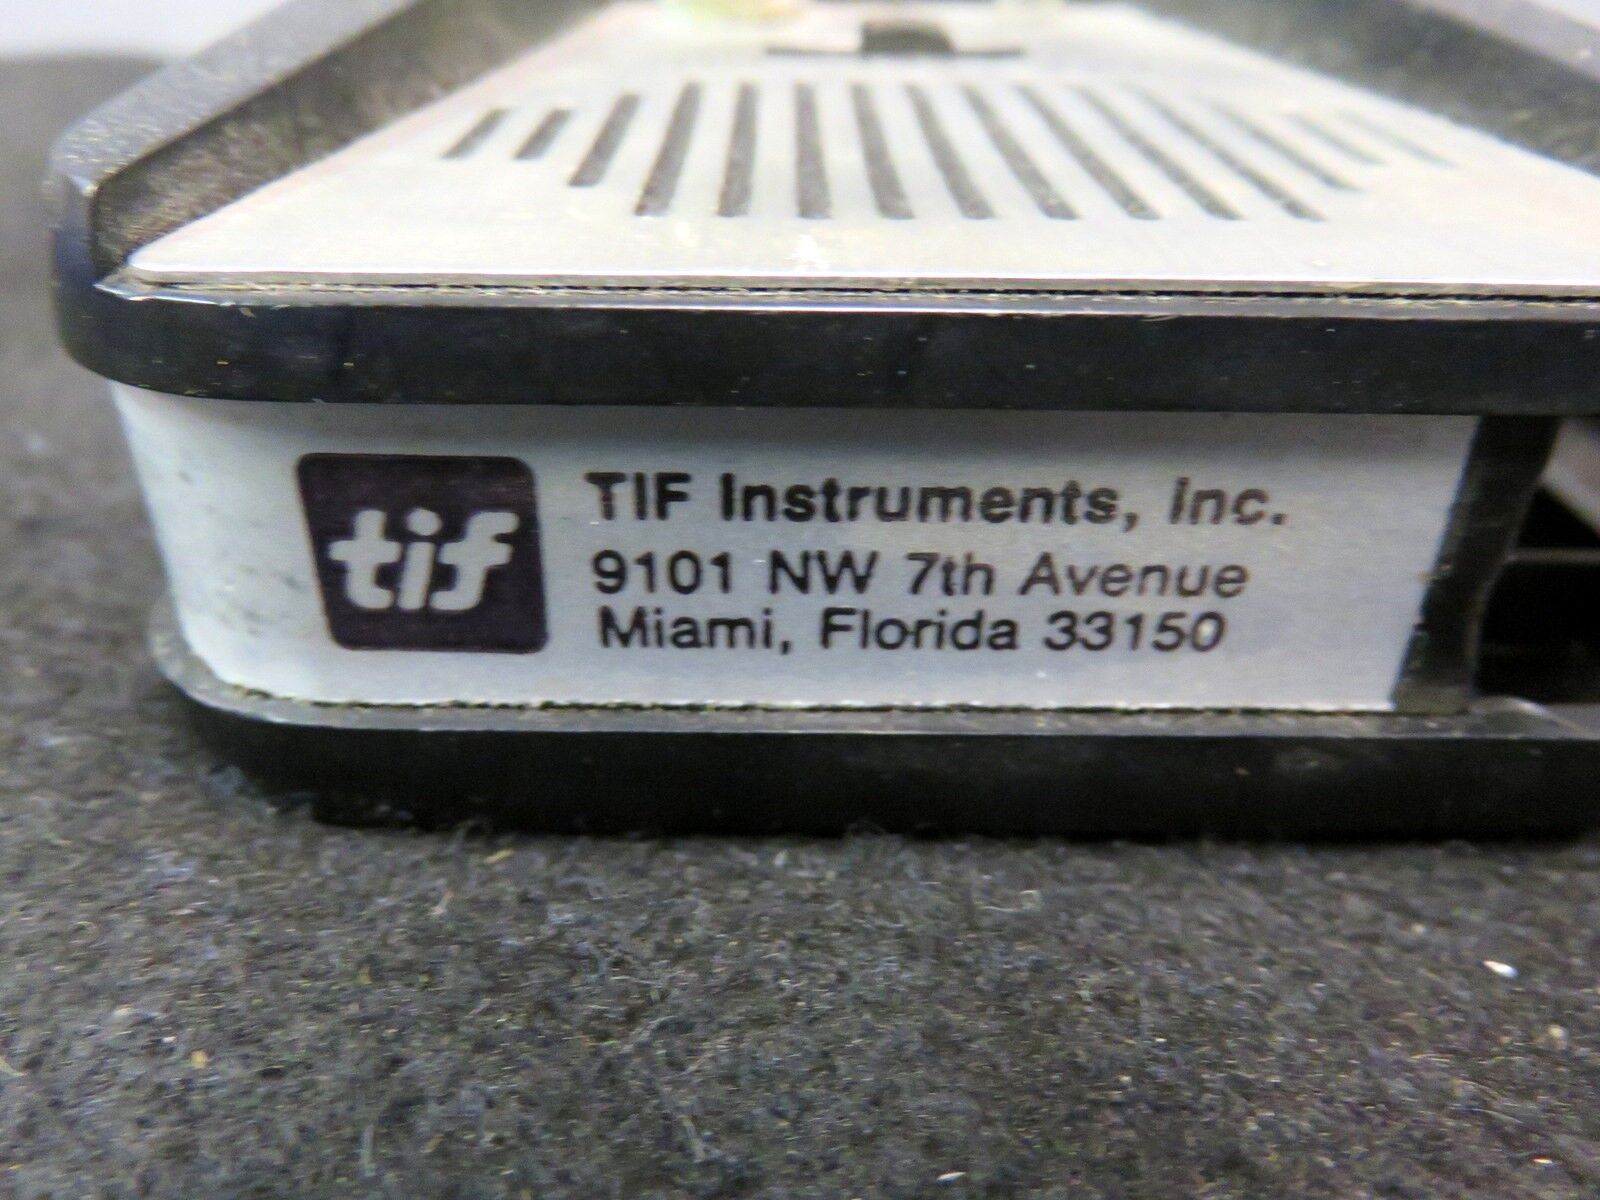 tif
TIF Instruments, Inc.
9101 NW 7th Avenue
Miami, Florida 33150